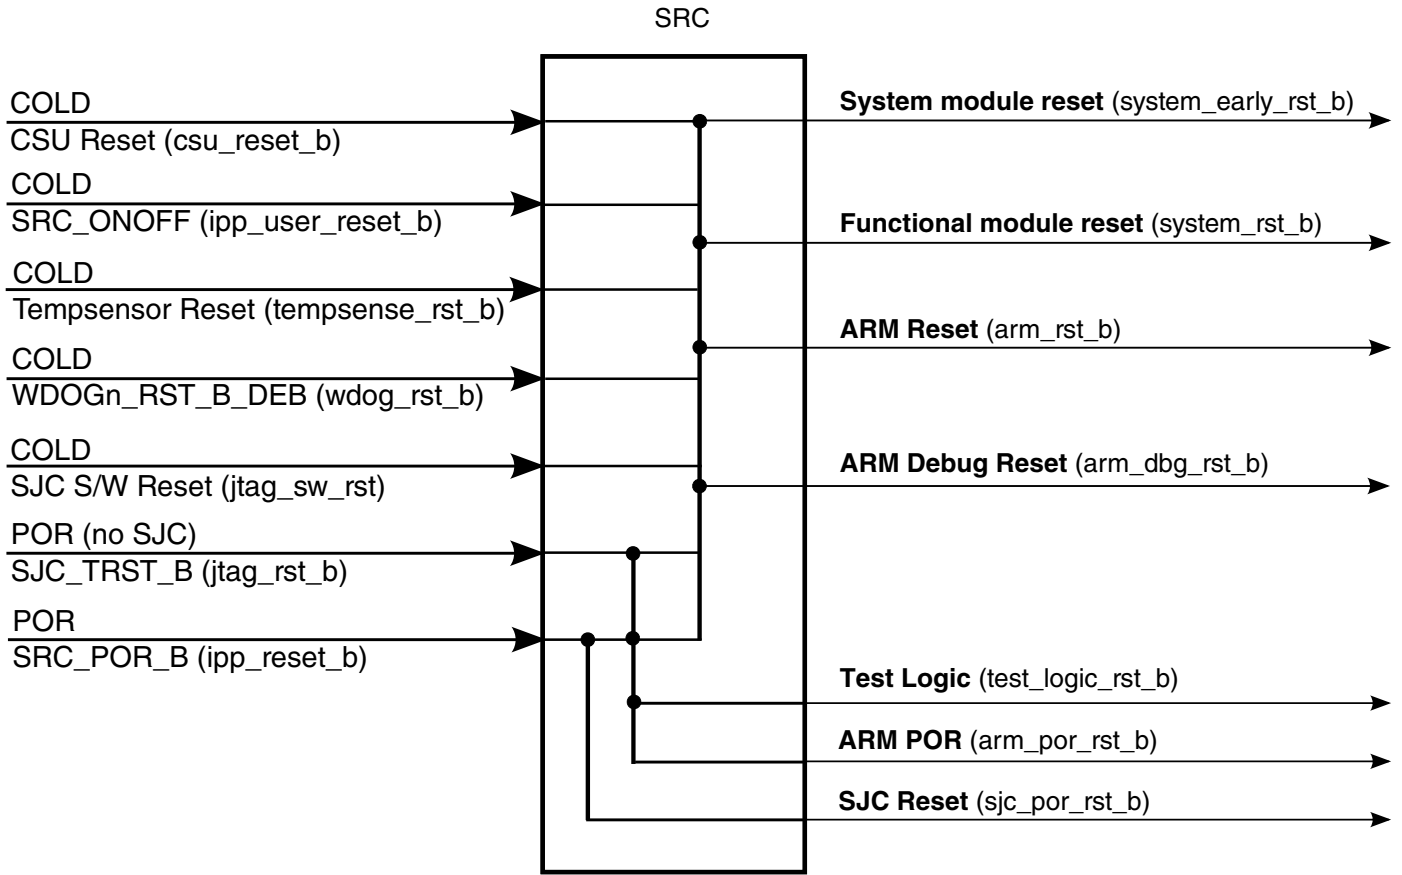 SRC
COLD
CSU Reset (csu_reset_b)
COLD
SRC_ONOFF (ipp_user_reset_b)
COLD
Tempsensor Reset (tempsense_rst_b)
COLD
WDOGn_RST_B_DEB (wdog_rst_b)
COLD
SJC S/W Reset (jtag_sw_rst)
POR (no SJC)
SJC_TRST_B (jtag_rst_b)
POR
SRC_POR_B (ipp_reset_b)
System module reset (system_early_rst_b)
Functional module reset (system_rst_b)
ARM Reset (arm_rst_b)
ARM Debug Reset (arm_dbg_rst_b)
Test Logic (test_logic_rst_b)
ARM POR (arm_por_rst_b)
SJC Reset (sjc_por_rst_b)